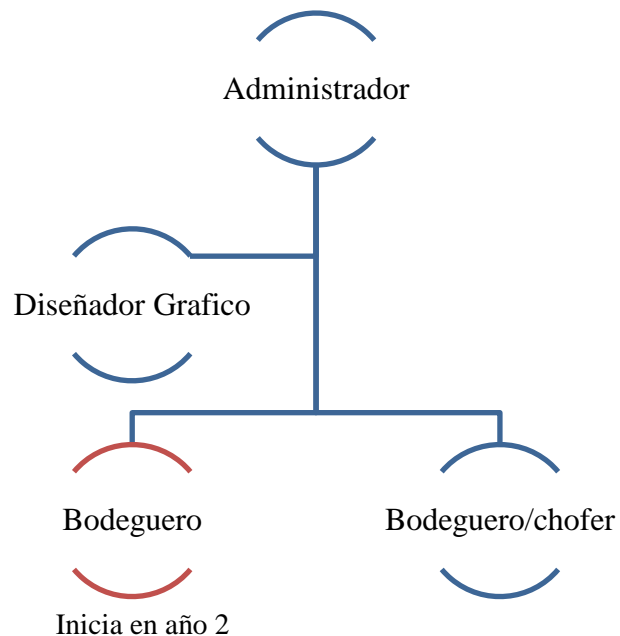 Administrador
Diseñador Grafico
Bodeguero
Bodeguero/chofer
Inicia en año 2